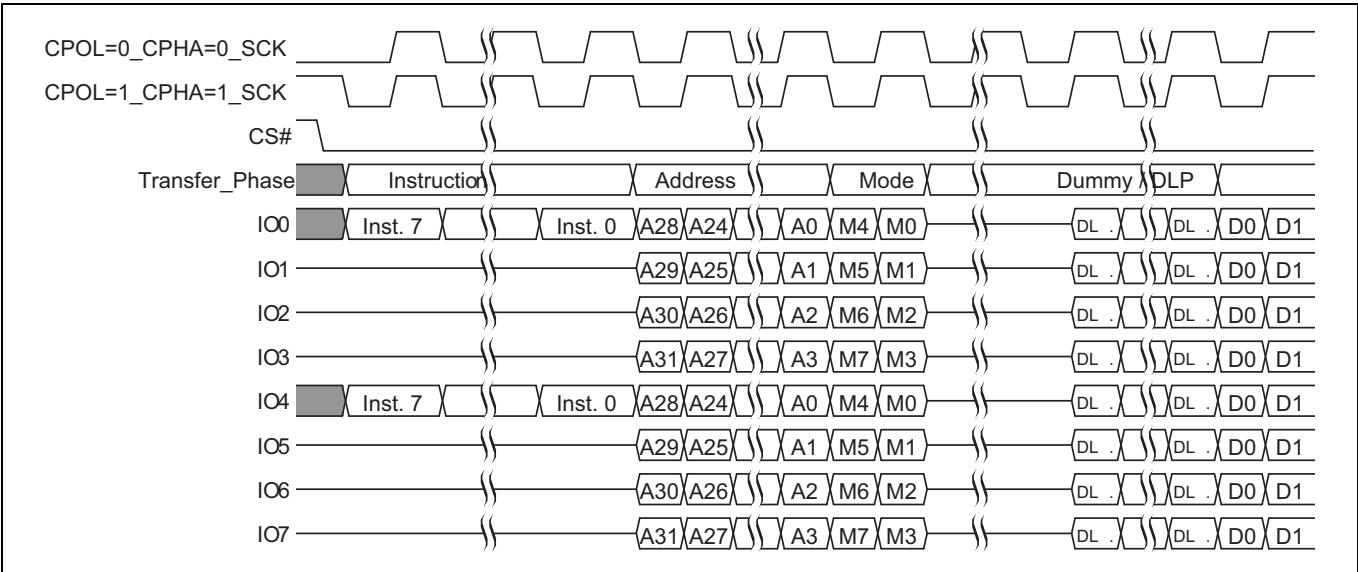 CPOL=0_CPHA=0_SCK
CPOL=1_CPHA=1_SCK
CS#
Transfer_Phase Instruction Address Mode Dummy / DLP
IO0 Inst. 7 Inst. 0 A28 A24 A0 M4 M0 DL . DL . D0 D1
IO1 A29 A25 A1 M5 M1 DL . DL . D0 D1
IO2 A30 A26 A2 M6 M2 DL . DL . D0 D1
IO3 A31 A27 A3 M7 M3 DL . DL . D0 D1
IO4 Inst. 7 Inst. 0 A28 A24 A0 M4 M0 DL . DL . D0 D1
IO5 A29 A25 A1 M5 M1 DL . DL . D0 D1
IO6 A30 A26 A2 M6 M2 DL . DL . D0 D1
IO7 A31 A27 A3 M7 M3 DL . DL . D0 D1